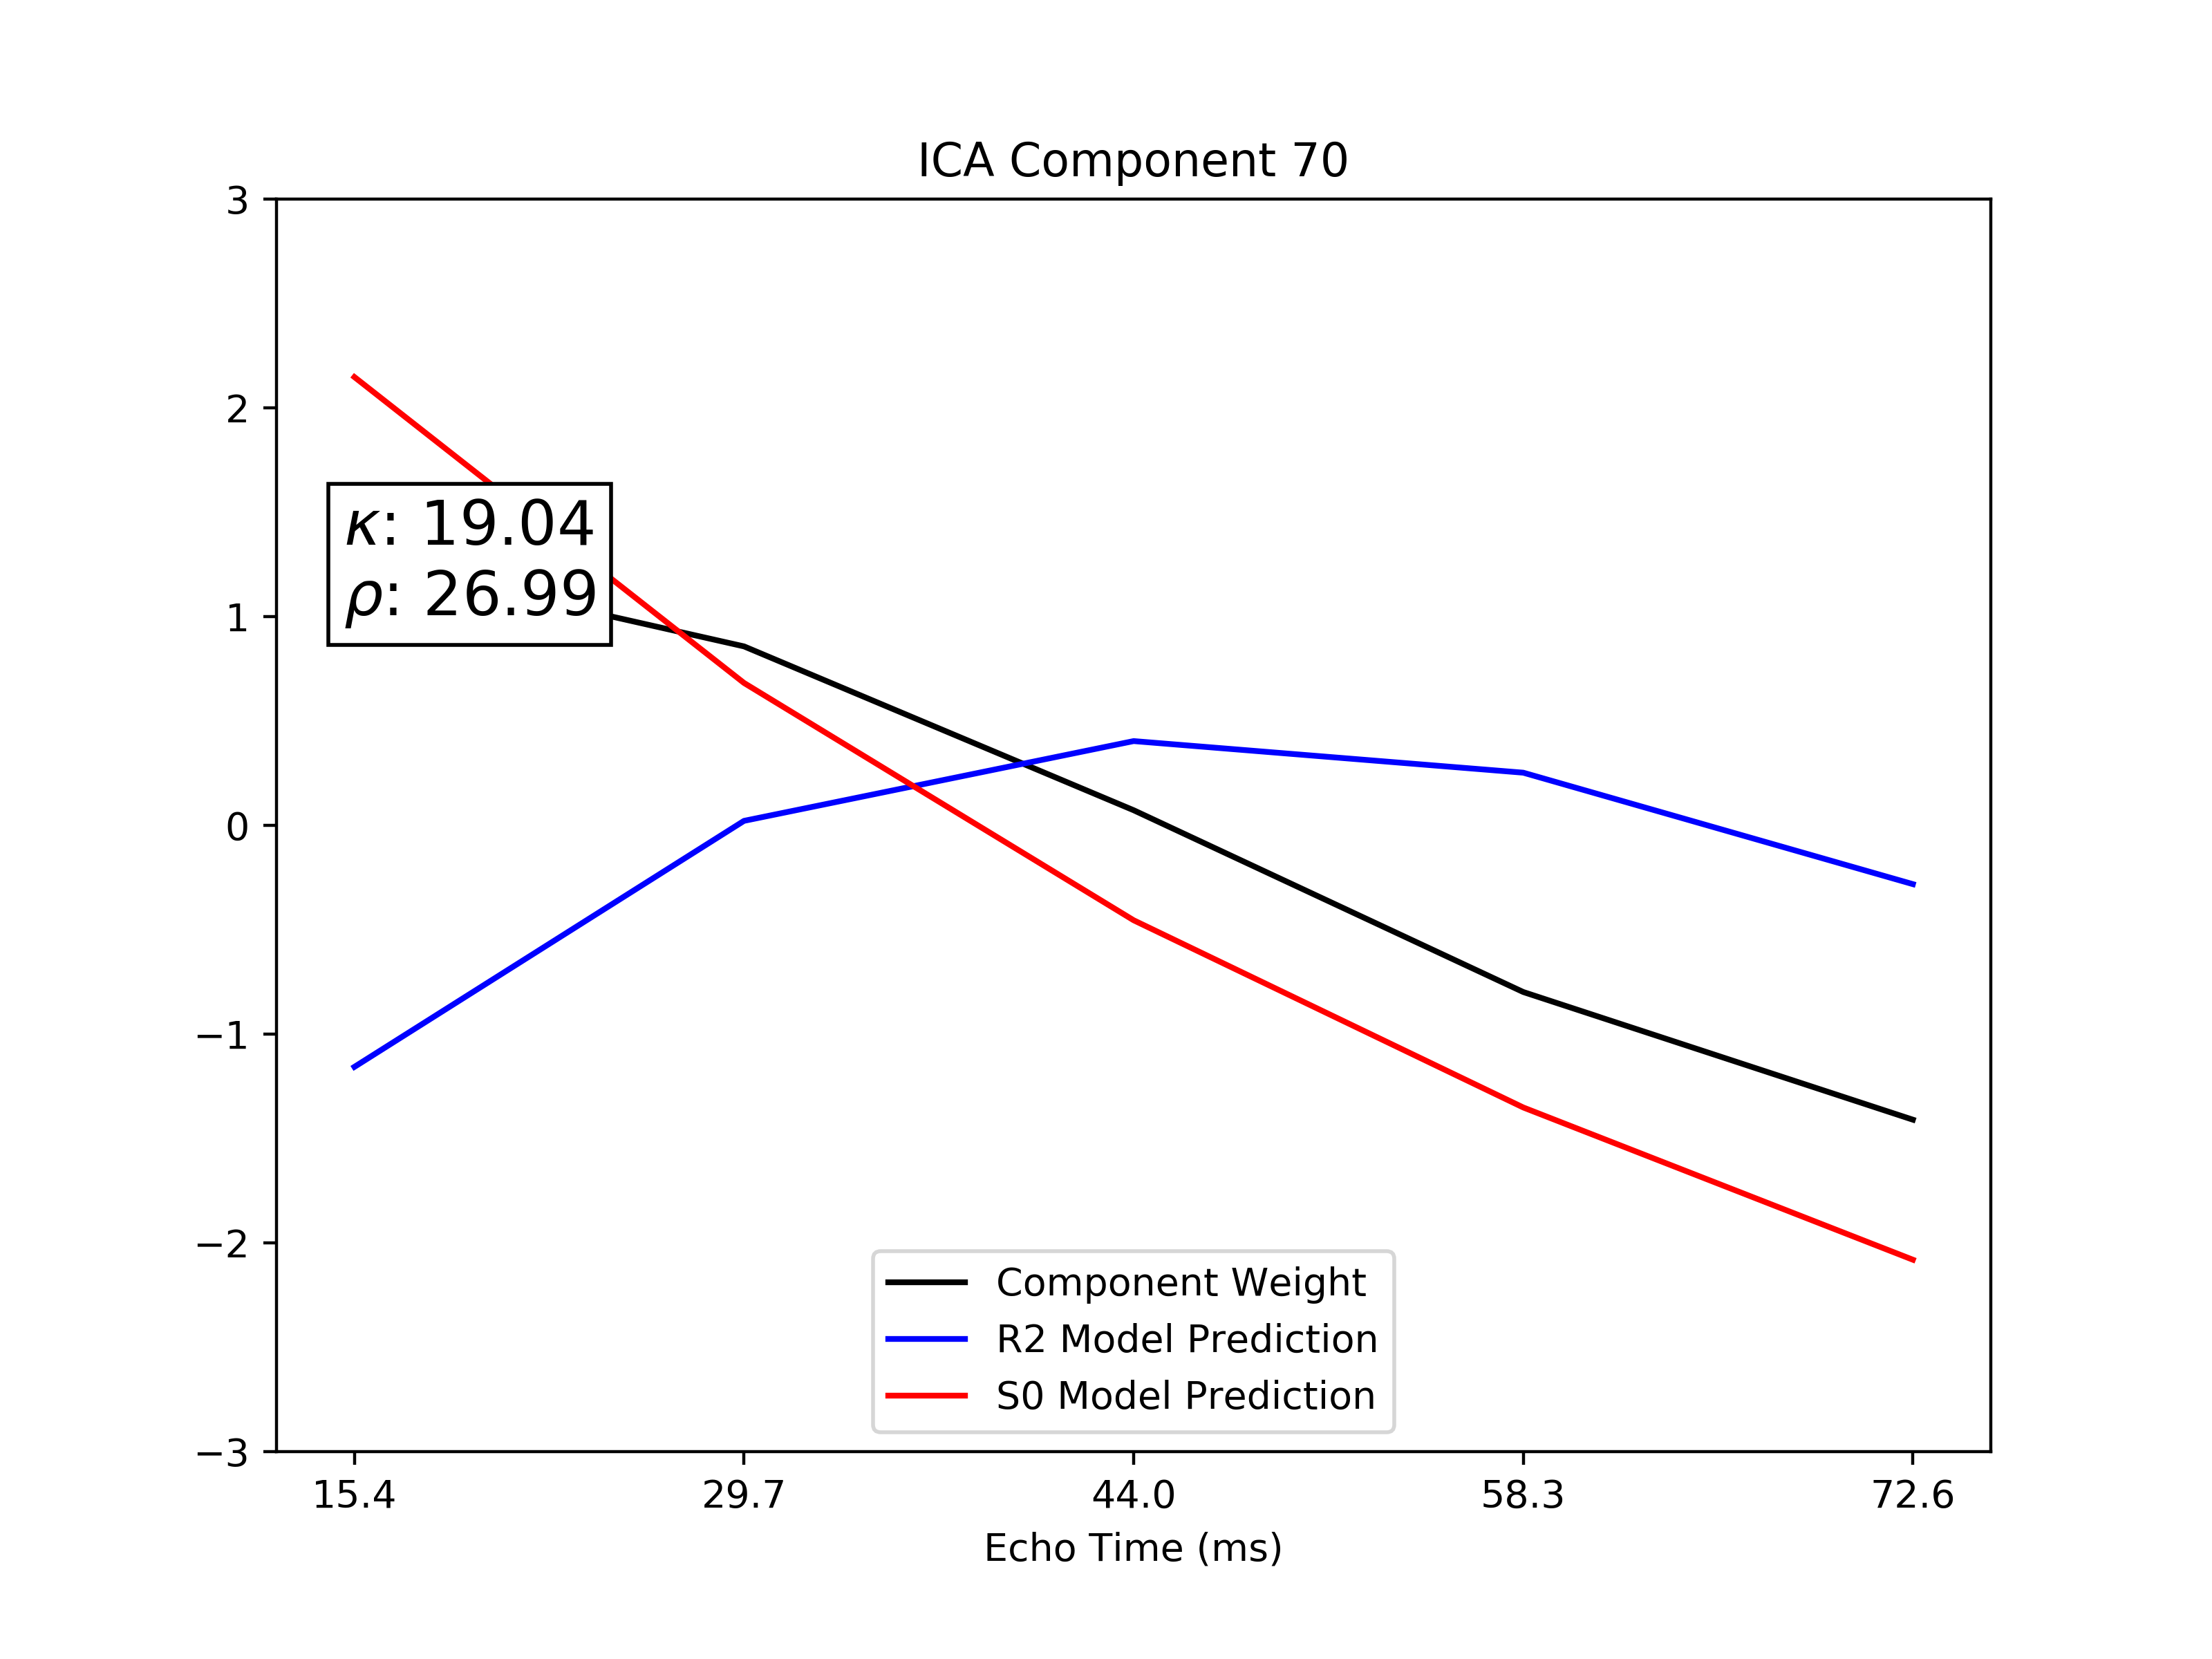 ICA Component 70
3
2
1
0
−1
−2
−3
κ: 19.04
ρ: 26.99
Component Weight
R2 Model Prediction
S0 Model Prediction
15.4 29.7 44.0 58.3 72.6
Echo Time (ms)